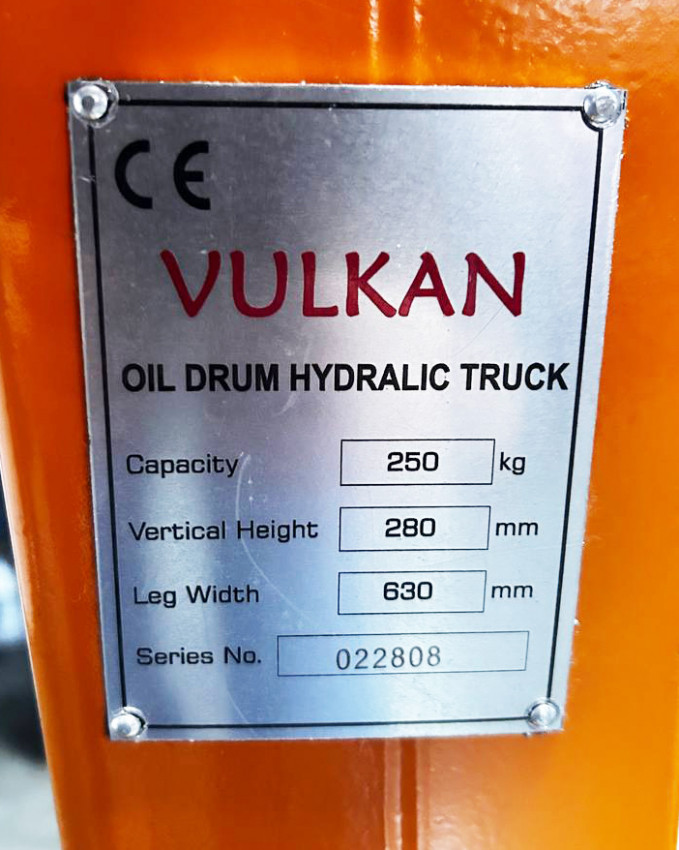 CE
VULKAN
OIL DRUM HYDRALIC TRUCK
Capacity 250 kg
Vertical Height 280 mm
Leg Width 630 mm
Series No. 022808